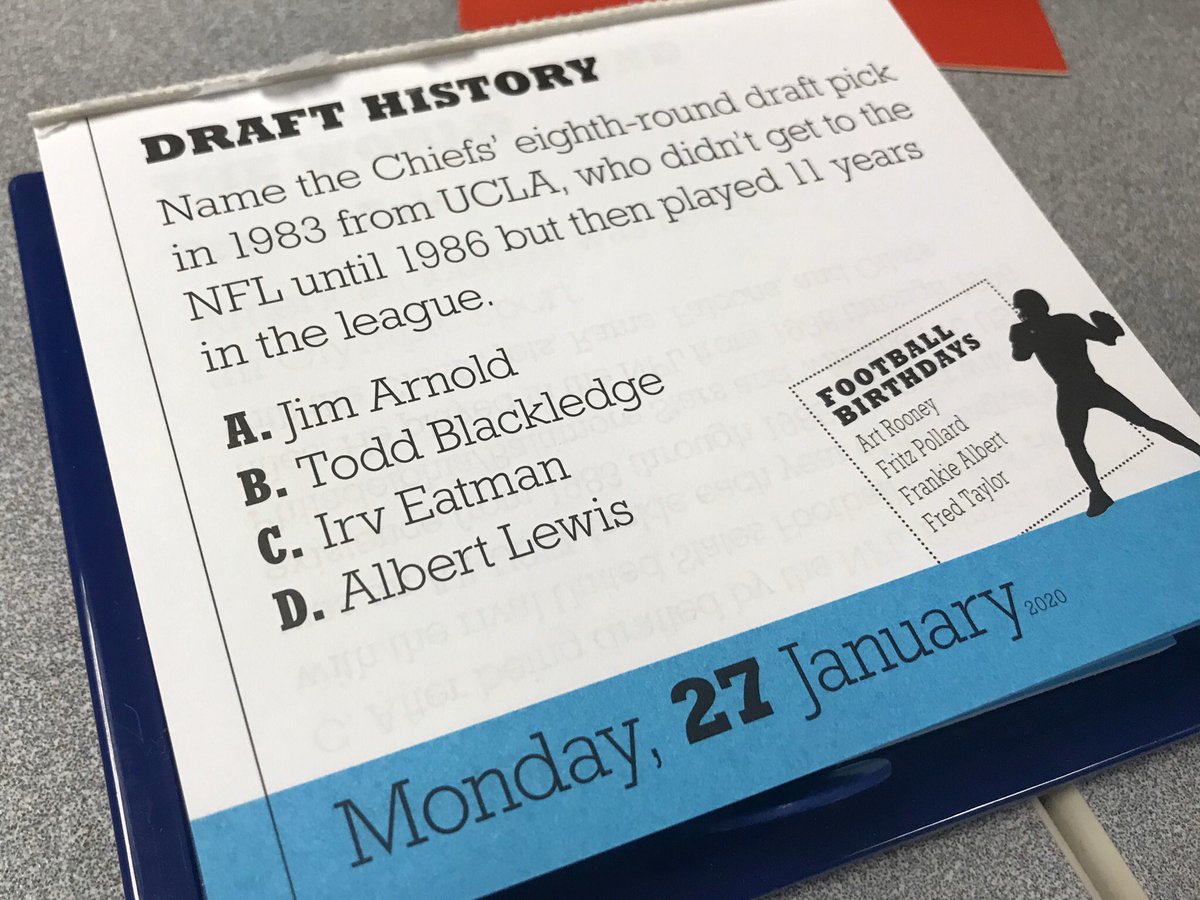 DRAFT HISTORY
Name the Chiefs' eighth-round draft pick
in 1983 from UCLA, who didn't get to the
NFL until 1986 but then played 11 years
in the league.
A. Jim Arnold
B. Todd Blackledge
C. Irv Eatman
D. Albert Lewis
FOOTBALL
BIRTHDAYS
Art Rooney
Fritz Pollard
Frankie Albert
Fred Taylor
Monday, 27 January 2020